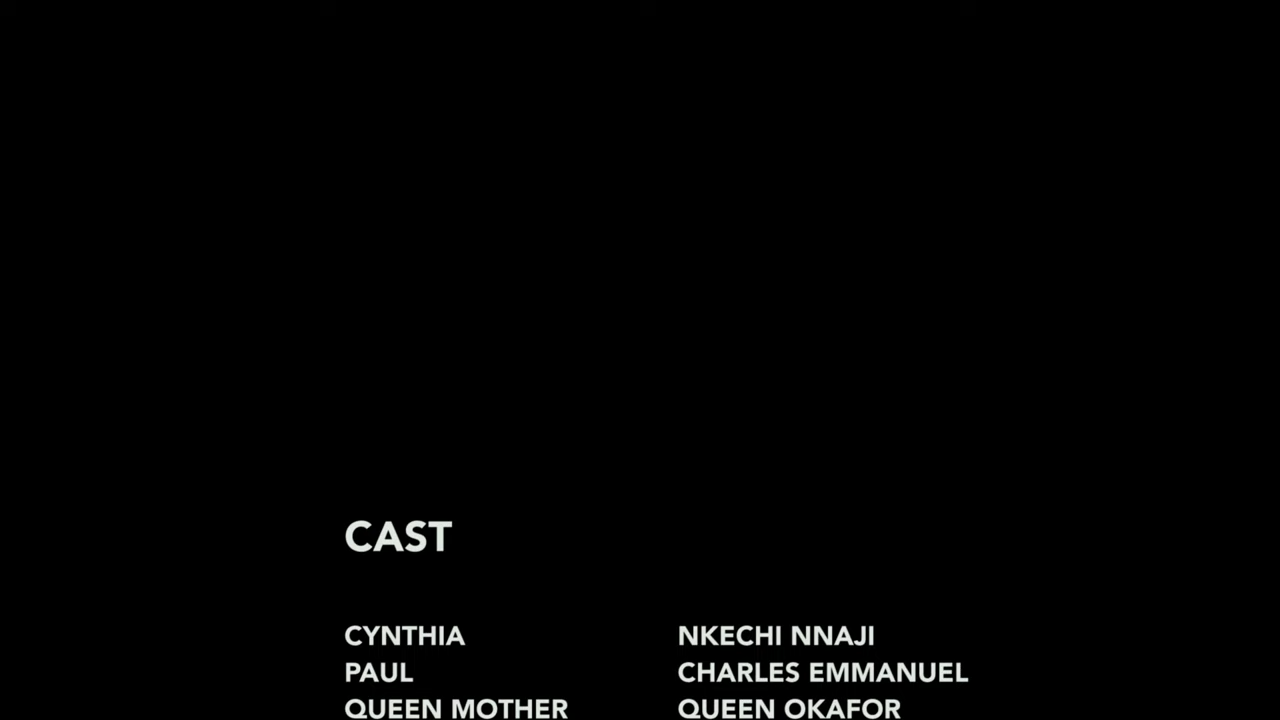 CAST
CYNTHIA NKECHI NNAJI
PAUL CHARLES EMMANUEL
QUEEN MOTHER QUEEN OKAFOR